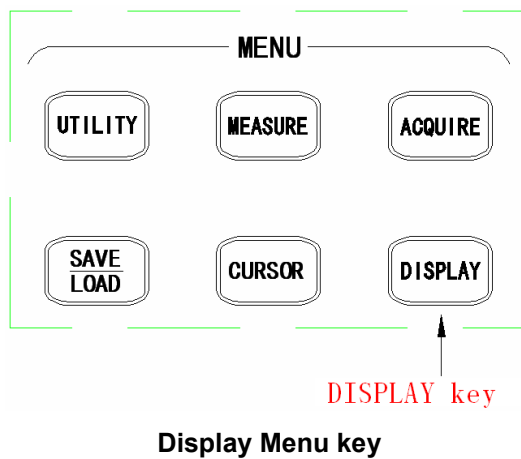 MENU
UTILITY MEASURE ACQUIRE
SAVE
LOAD
CURSOR DISPLAY
DISPLAY key
Display Menu key